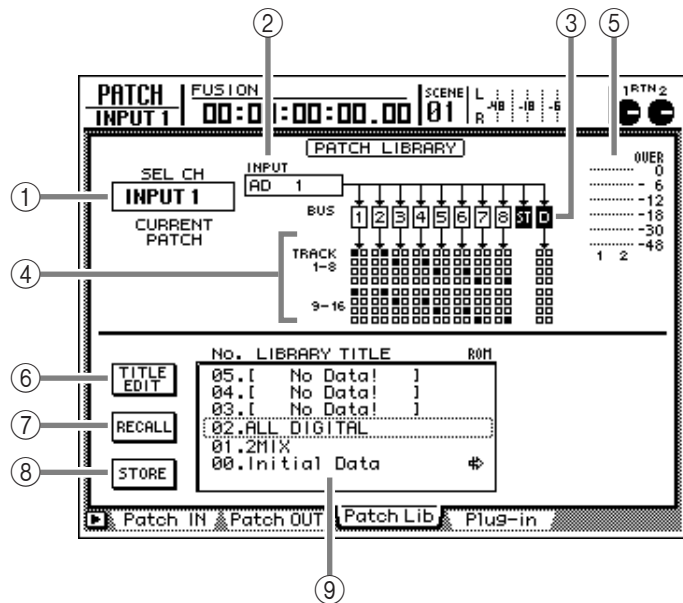 ② ③ ⑤
PATCH
INPUT 1
FUSION
00:00:00:00.00
SCENE
01
L
R
-48 -18 -6
1 RTN 2
PATCH LIBRARY
①
SEL CH
INPUT 1
CURRENT
PATCH
INPUT
AD 1
BUS
1 2 3 4 5 6 7 8 ST D
④
TRACK
1-8
9-16
OVER
0
- 6
-12
-18
-30
-48
1 2
No. LIBRARY TITLE ROM
⑥
TITLE
EDIT
05.[ No Data! ]
04.[ No Data! ]
03.[ No Data! ]
⑦
RECALL
02.ALL DIGITAL
01.2MIX
⑧
STORE
00.Initial Data
Patch IN Patch OUT Patch Lib Plug-in
⑨